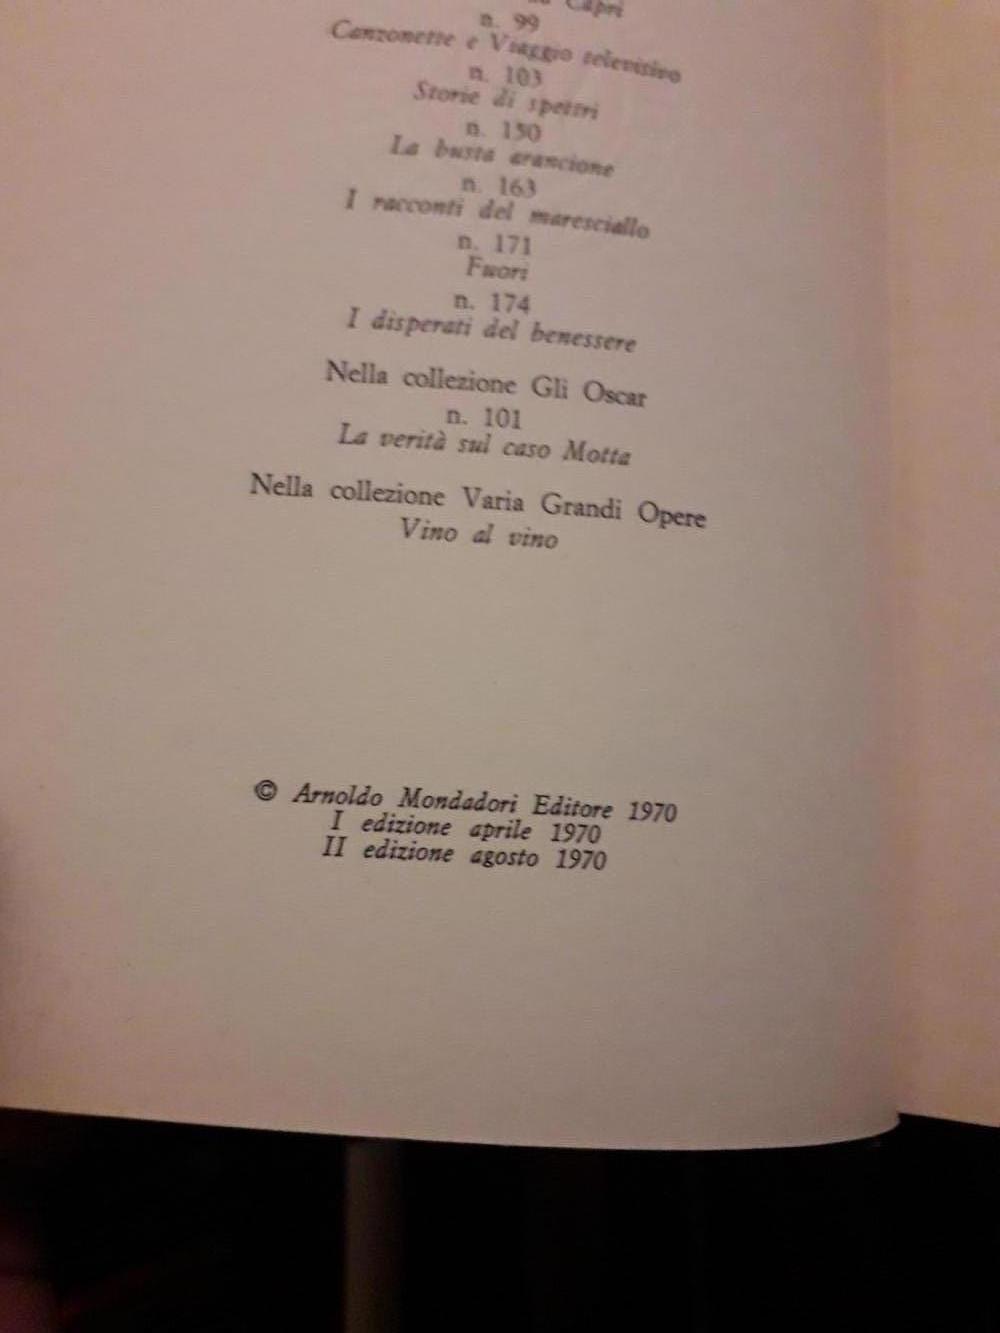 Capri
n. 99
Canzonette e Viaggio televisivo
n. 103
Storie di spettri
n. 150
La busta arancione
n. 163
I racconti del maresciallo
n. 171
Fuori
n. 174
I disperati del benessere
Nella collezione Gli Oscar
n. 101
La verità sul caso Motta
Nella collezione Varia Grandi Opere
Vino al vino
© Arnoldo Mondadori Editore 1970
I edizione aprile 1970
II edizione agosto 1970